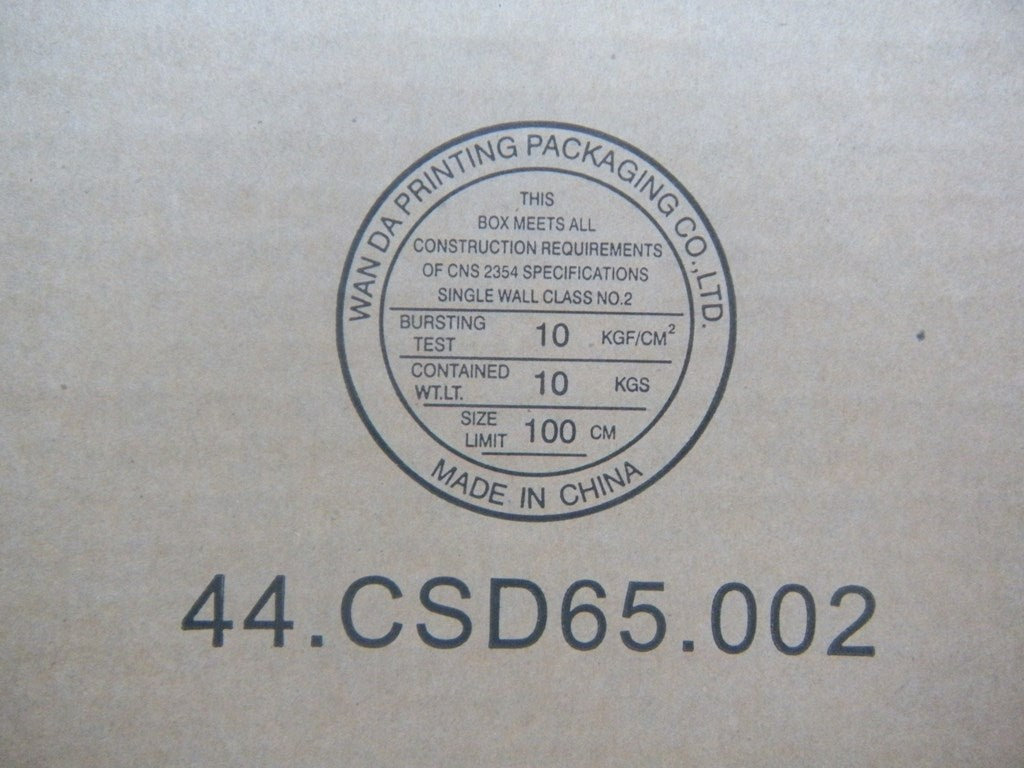 WAN DA PRINTING PACKAGING CO., LTD.
THIS
BOX MEETS ALL
CONSTRUCTION REQUIREMENTS
OF CNS 2354 SPECIFICATIONS
SINGLE WALL CLASS NO.2
BURSTING TEST 10 KGF/CM²
CONTAINED WT.LT. 10 KGS
SIZE LIMIT 100 CM
MADE IN CHINA
44.CSD65.002